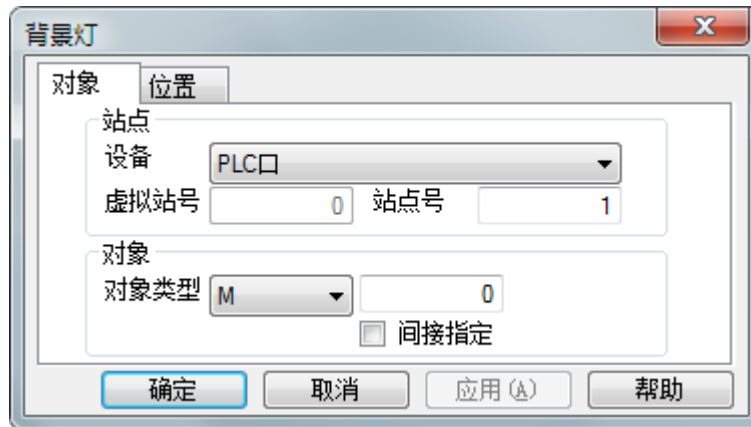 背景灯
对象 位置
站点
设备 PLC口
虚拟站号 0 站点号 1
对象
对象类型 M 0
间接指定
确定 取消 应用(A) 帮助